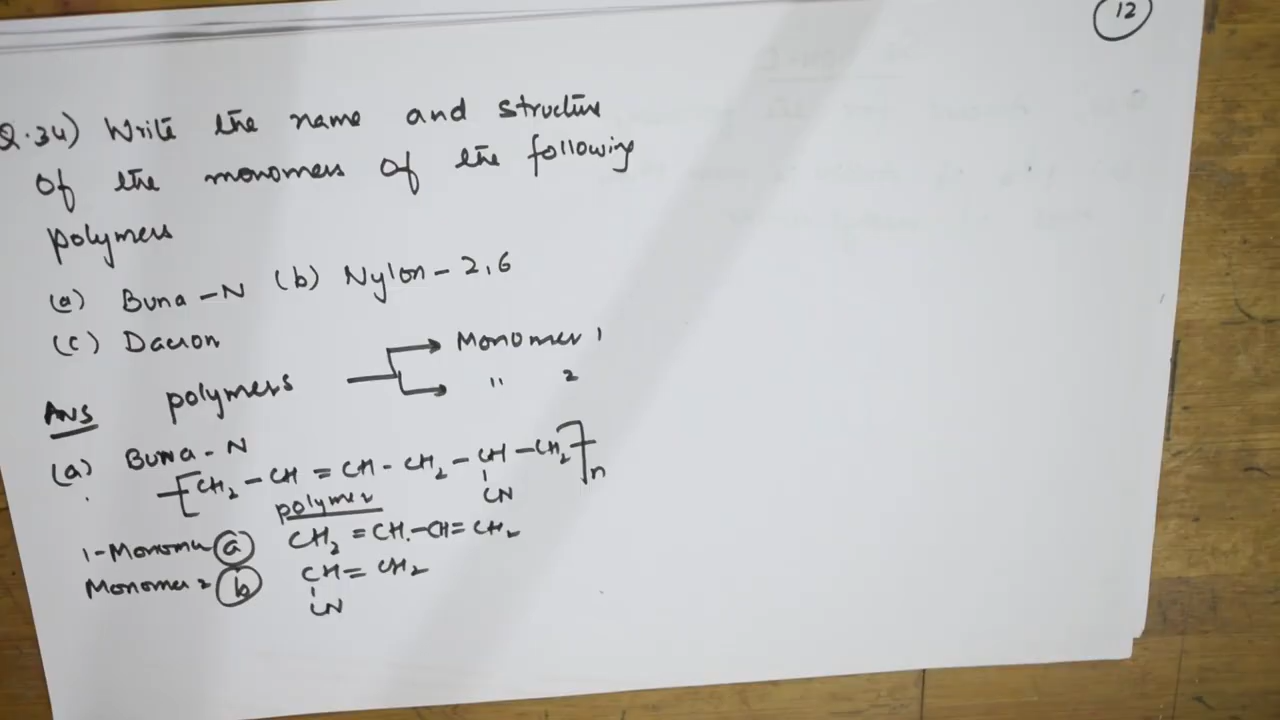 12
Q.34) Write the name and structure
of the monomers of the following
polymers
(a) Buna-N (b) Nylon-2,6
(c) Dacron
Ans polymers → Monomer 1
→ " 2
(a) Buna-N
-[CH₂-CH=CH-CH₂-CH-CH₂]-n
CN
polymer
1-Monomer (a) CH₂=CH-CH=CH₂
Monomer 2 (b) CH=CH₂
CN